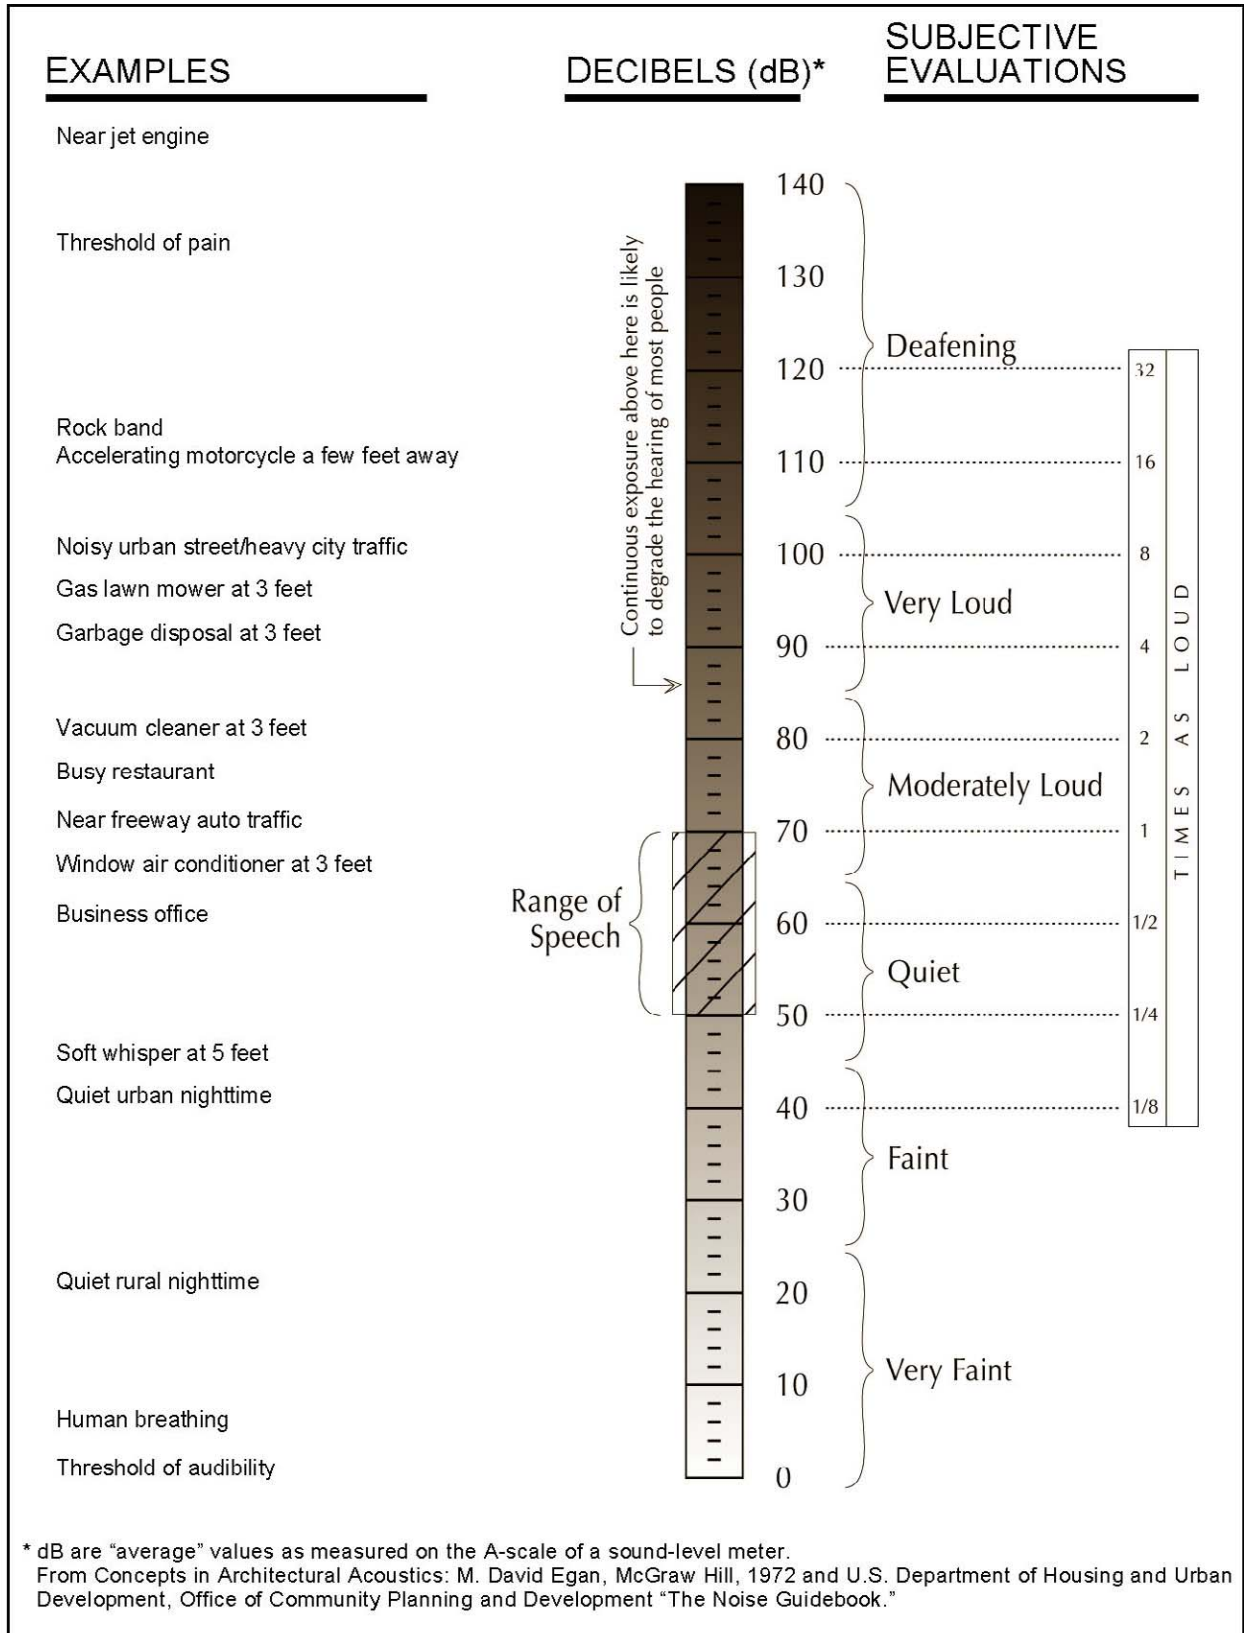 EXAMPLES
DECIBELS (dB)*
SUBJECTIVE
EVALUATIONS
Near jet engine
Threshold of pain
Rock band
Accelerating motorcycle a few feet away
Noisy urban street/heavy city traffic
Gas lawn mower at 3 feet
Garbage disposal at 3 feet
Vacuum cleaner at 3 feet
Busy restaurant
Near freeway auto traffic
Window air conditioner at 3 feet
Business office
Soft whisper at 5 feet
Quiet urban nighttime
Quiet rural nighttime
Human breathing
Threshold of audibility
Continuous exposure above here is likely
to degrade the hearing of most people
Range of
Speech
140
130
120
110
100
90
80
70
60
50
40
30
20
10
0
Deafening
Very Loud
Moderately Loud
Quiet
Faint
Very Faint
32
16
8
4
2
1
1/2
1/4
1/8
TIMES AS LOUD
* dB are “average” values as measured on the A-scale of a sound-level meter.
From Concepts in Architectural Acoustics: M. David Egan, McGraw Hill, 1972 and U.S. Department of Housing and Urban
Development, Office of Community Planning and Development “The Noise Guidebook.”